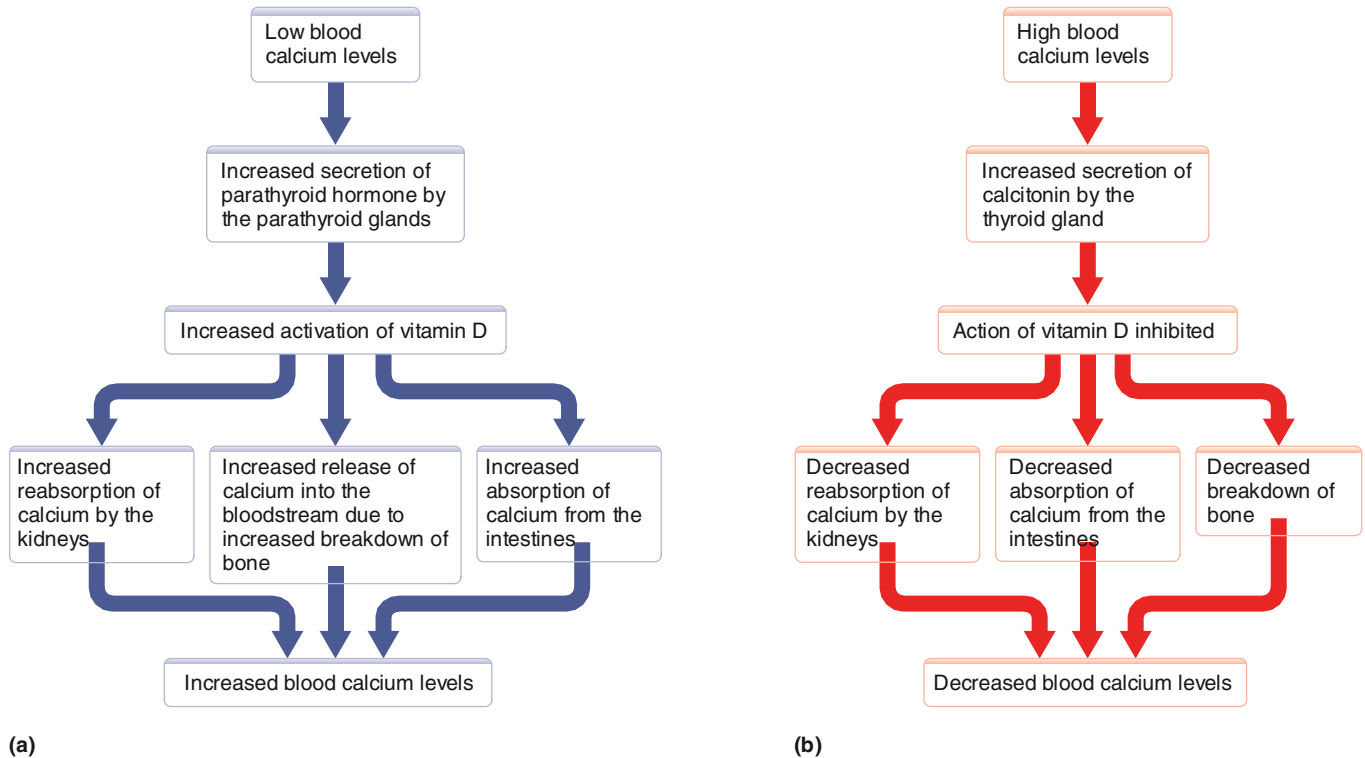 Low blood
calcium levels
Increased secretion of
parathyroid hormone by
the parathyroid glands
Increased activation of vitamin D
Increased
reabsorption of
calcium by the
kidneys
Increased release of
calcium into the
bloodstream due to
increased breakdown of
bone
Increased
absorption of
calcium from the
intestines
Increased blood calcium levels
(a)
High blood
calcium levels
Increased secretion of
calcitonin by the
thyroid gland
Action of vitamin D inhibited
Decreased
reabsorption of
calcium by the
kidneys
Decreased
absorption of
calcium from the
intestines
Decreased
breakdown of
bone
Decreased blood calcium levels
(b)